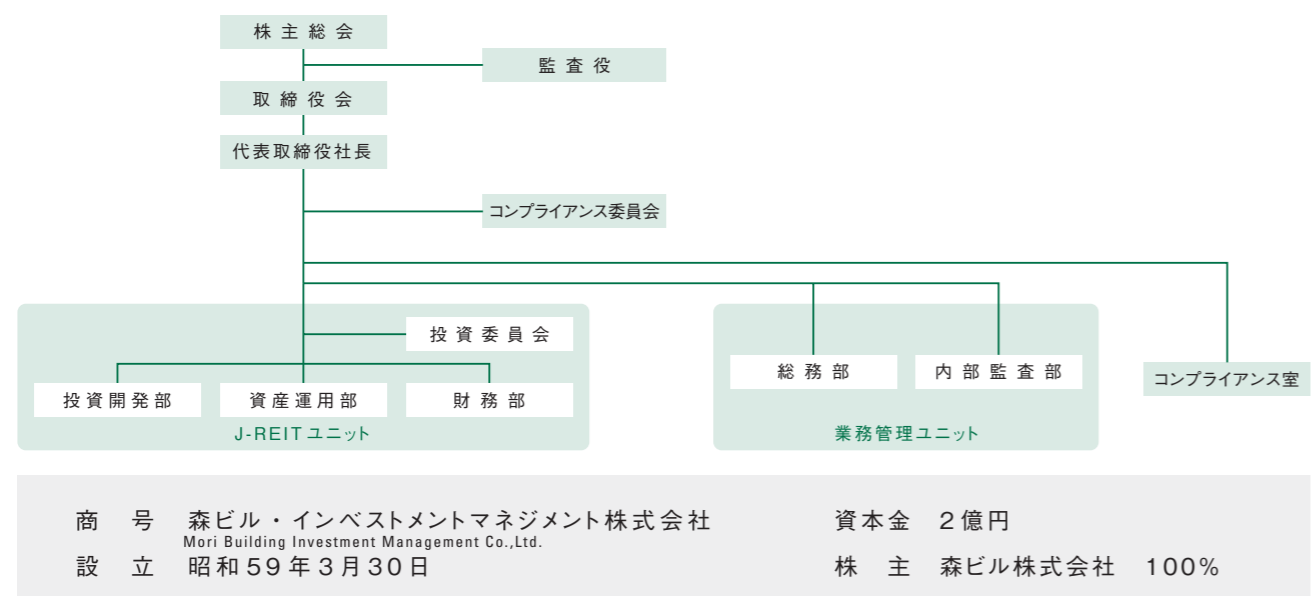 株主総会
監査役
取締役会
代表取締役社長
コンプライアンス委員会
投資委員会
投資開発部
資産運用部
財務部
J-REITユニット
総務部
内部監査部
業務管理ユニット
コンプライアンス室
商号 森ビル・インベストメントマネジメント株式会社
Mori Building Investment Management Co.,Ltd.
設立 昭和59年3月30日
資本金 2億円
株主 森ビル株式会社 100%